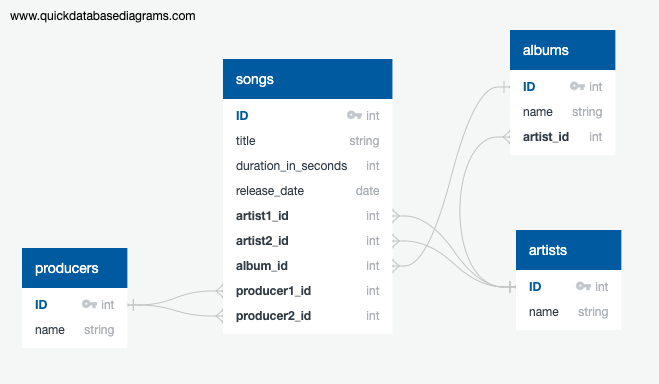 www.quickdatabasediagrams.com
albums
ID int
name string
artist_id int
songs
ID int
title string
duration_in_seconds int
release_date date
artist1_id int
artist2_id int
album_id int
producer1_id int
producer2_id int
artists
ID int
name string
producers
ID int
name string